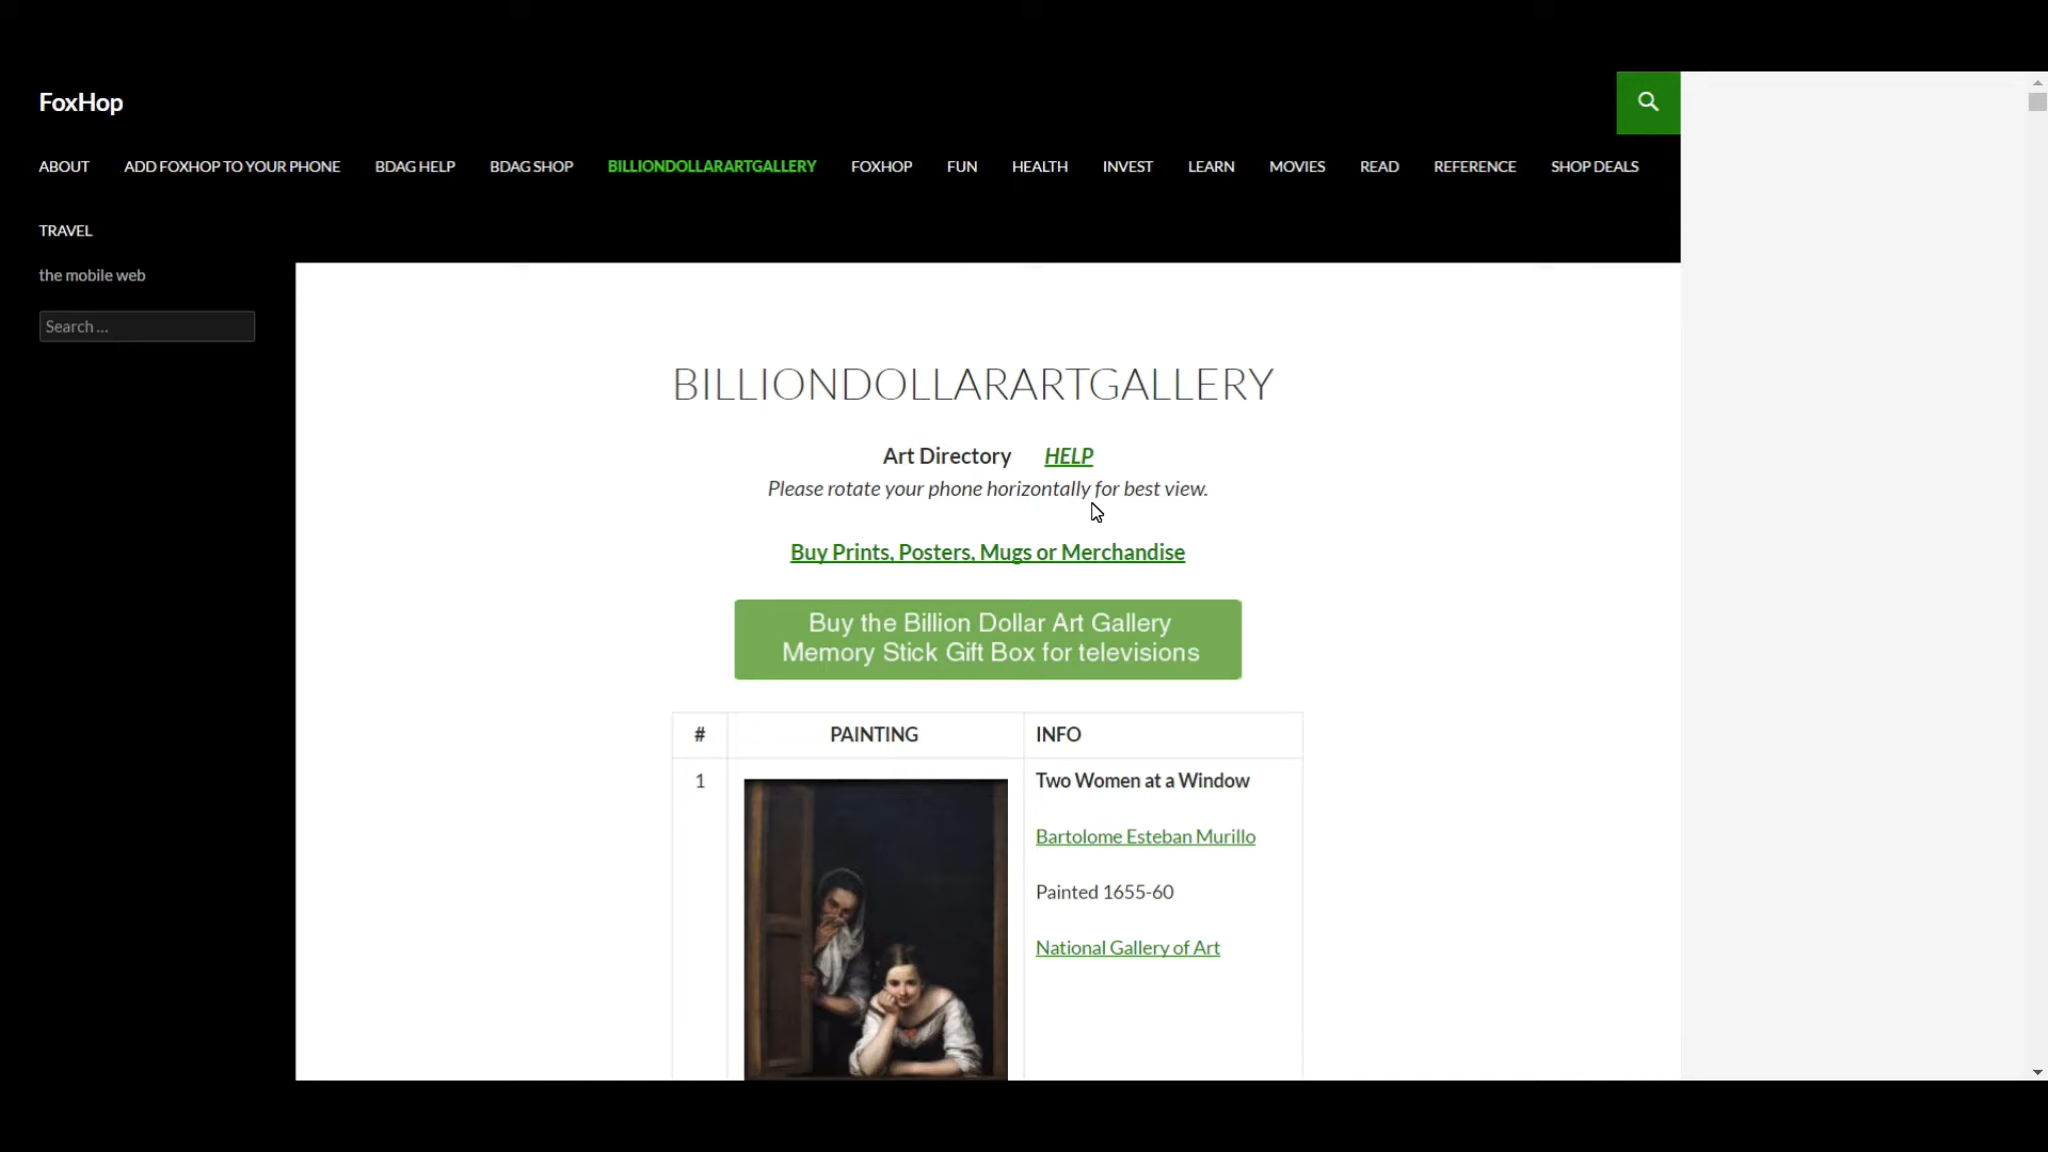 FoxHop
ABOUT ADD FOXHOP TO YOUR PHONE BDAG HELP BDAG SHOP BILLIONDOLLARARTGALLERY FOXHOP FUN HEALTH INVEST LEARN MOVIES READ REFERENCE SHOP DEALS
TRAVEL
the mobile web
Search ...
BILLIONDOLLARARTGALLERY
Art Directory HELP
Please rotate your phone horizontally for best view.
Buy Prints, Posters, Mugs or Merchandise
Buy the Billion Dollar Art Gallery
Memory Stick Gift Box for televisions
# PAINTING INFO
1 Two Women at a Window
Bartolome Esteban Murillo
Painted 1655-60
National Gallery of Art